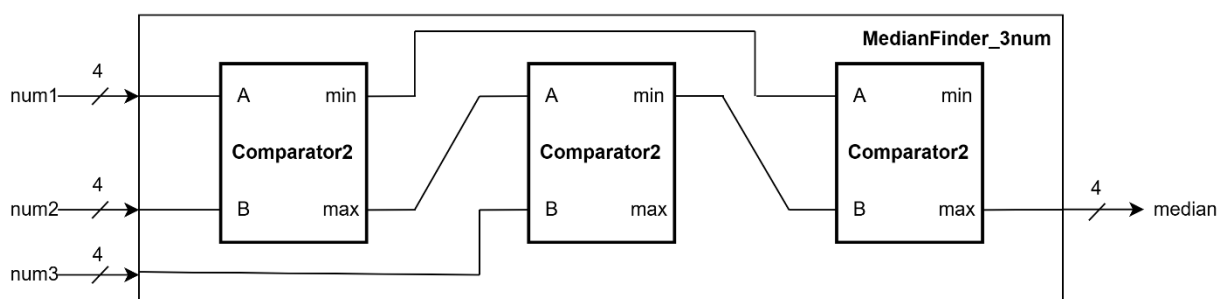 MedianFinder_3num
4
num1
A
min
A
min
A
min
Comparator2
Comparator2
Comparator2
4
num2
B
max
B
max
B
max
4
median
4
num3